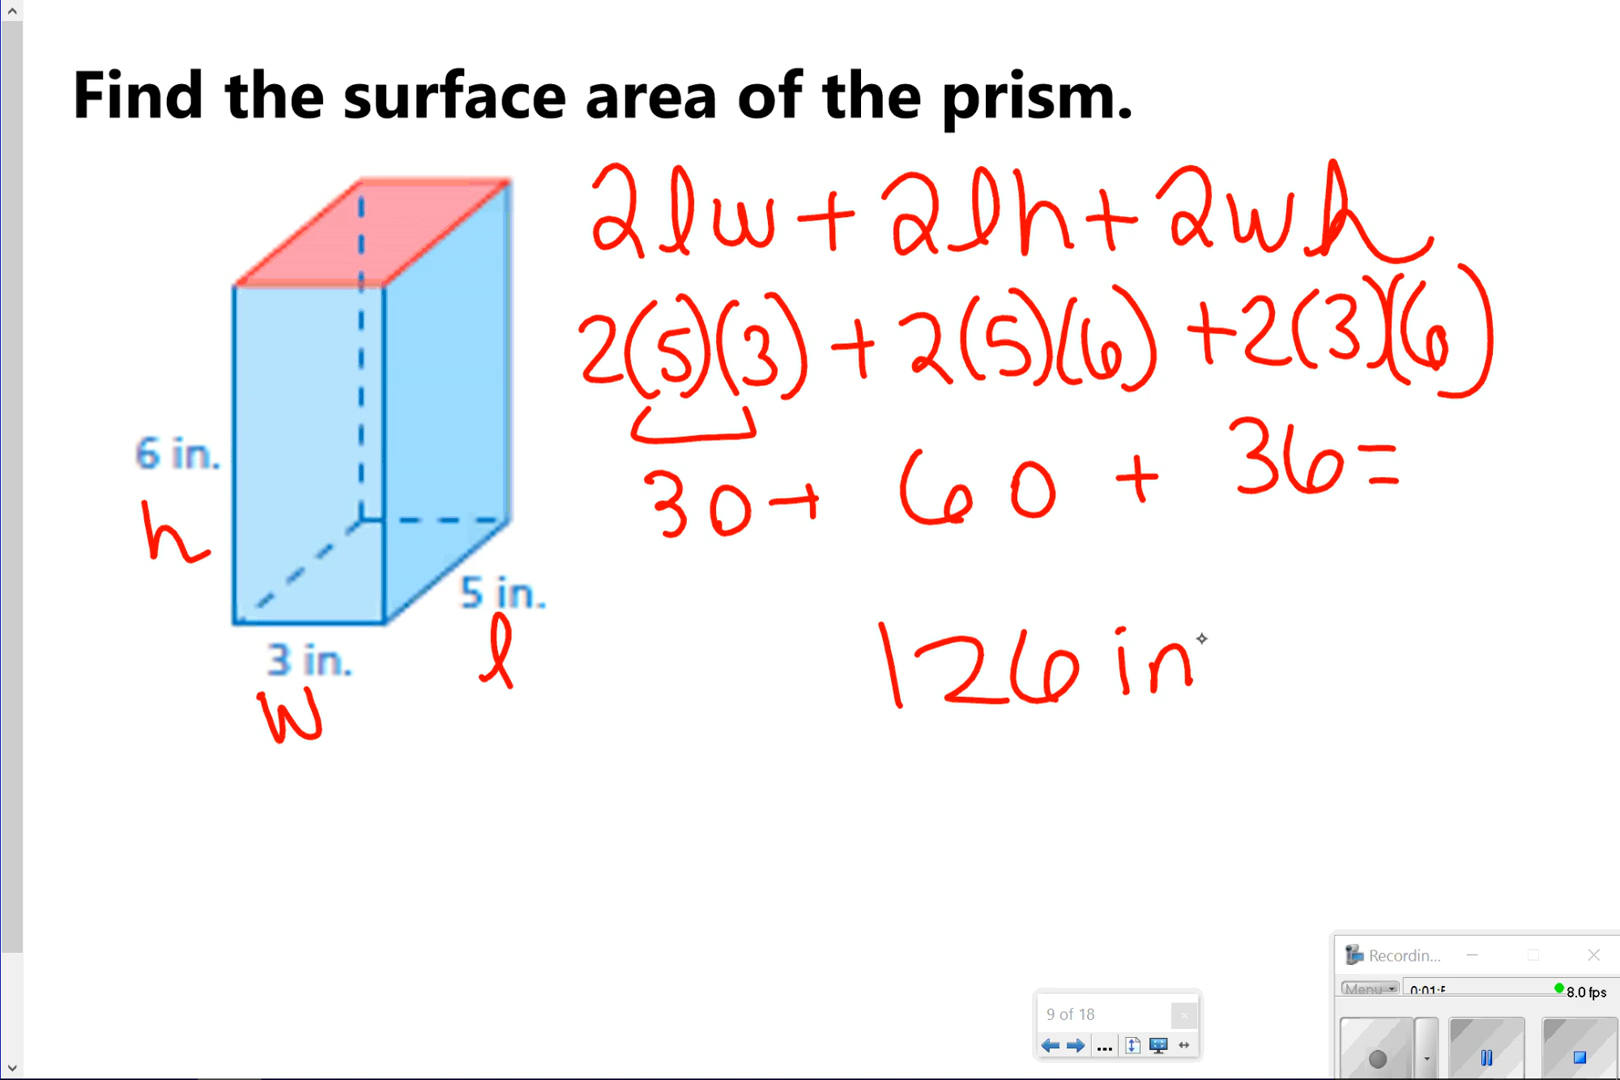 Find the surface area of the prism.
2lw + 2lh + 2wh
2(5)(3) + 2(5)(6) + 2(3)(6)
30 + 60 + 36 =
6 in.
h
5 in.
l
3 in.
w
126 in
9 of 18
...
Recordin...
Menu
8.0 fps